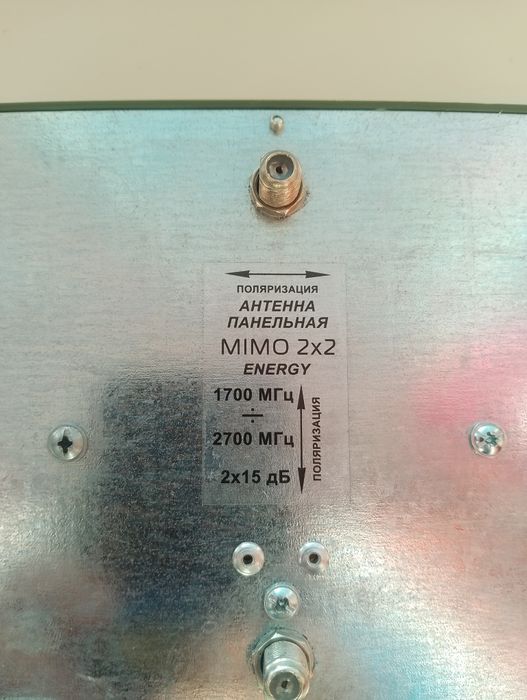 ПОЛЯРИЗАЦИЯ
АНТЕННА
ПАНЕЛЬНАЯ
MIMO 2x2
ENERGY
1700 МГц
÷
2700 МГц
2x15 дБ
ПОЛЯРИЗАЦИЯ